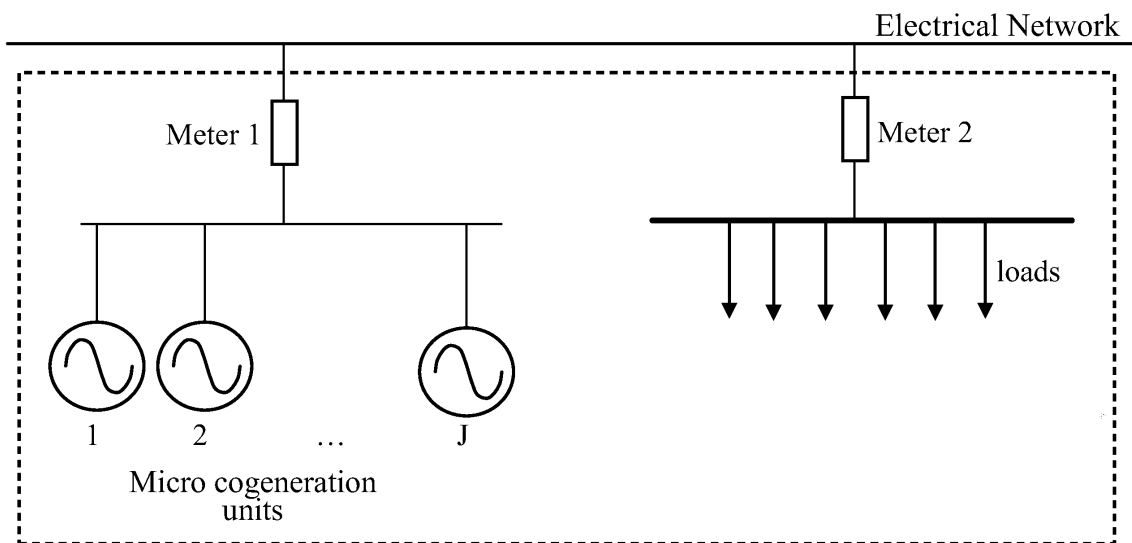 Electrical Network
Meter 1
Meter 2
loads
1
2
...
J
Micro cogeneration
units